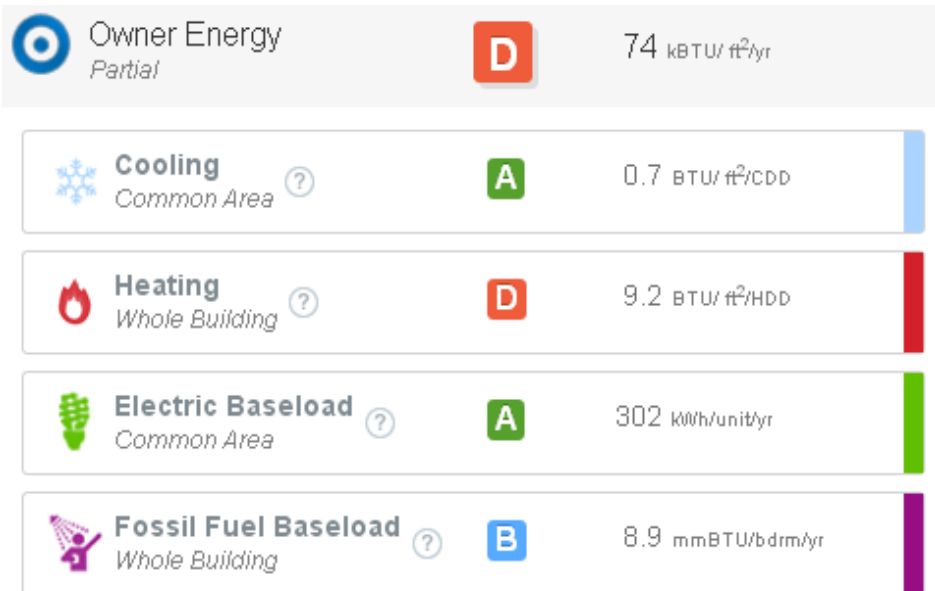 Owner Energy
Partial
D
74 kBTU/ ft²/yr
Cooling
Common Area
?
A
0.7 BTU/ ft²/CDD
Heating
Whole Building
?
D
9.2 BTU/ ft²/HDD
Electric Baseload
Common Area
?
A
302 kWh/unit/yr
Fossil Fuel Baseload
Whole Building
?
B
8.9 mmBTU/bdrm/yr